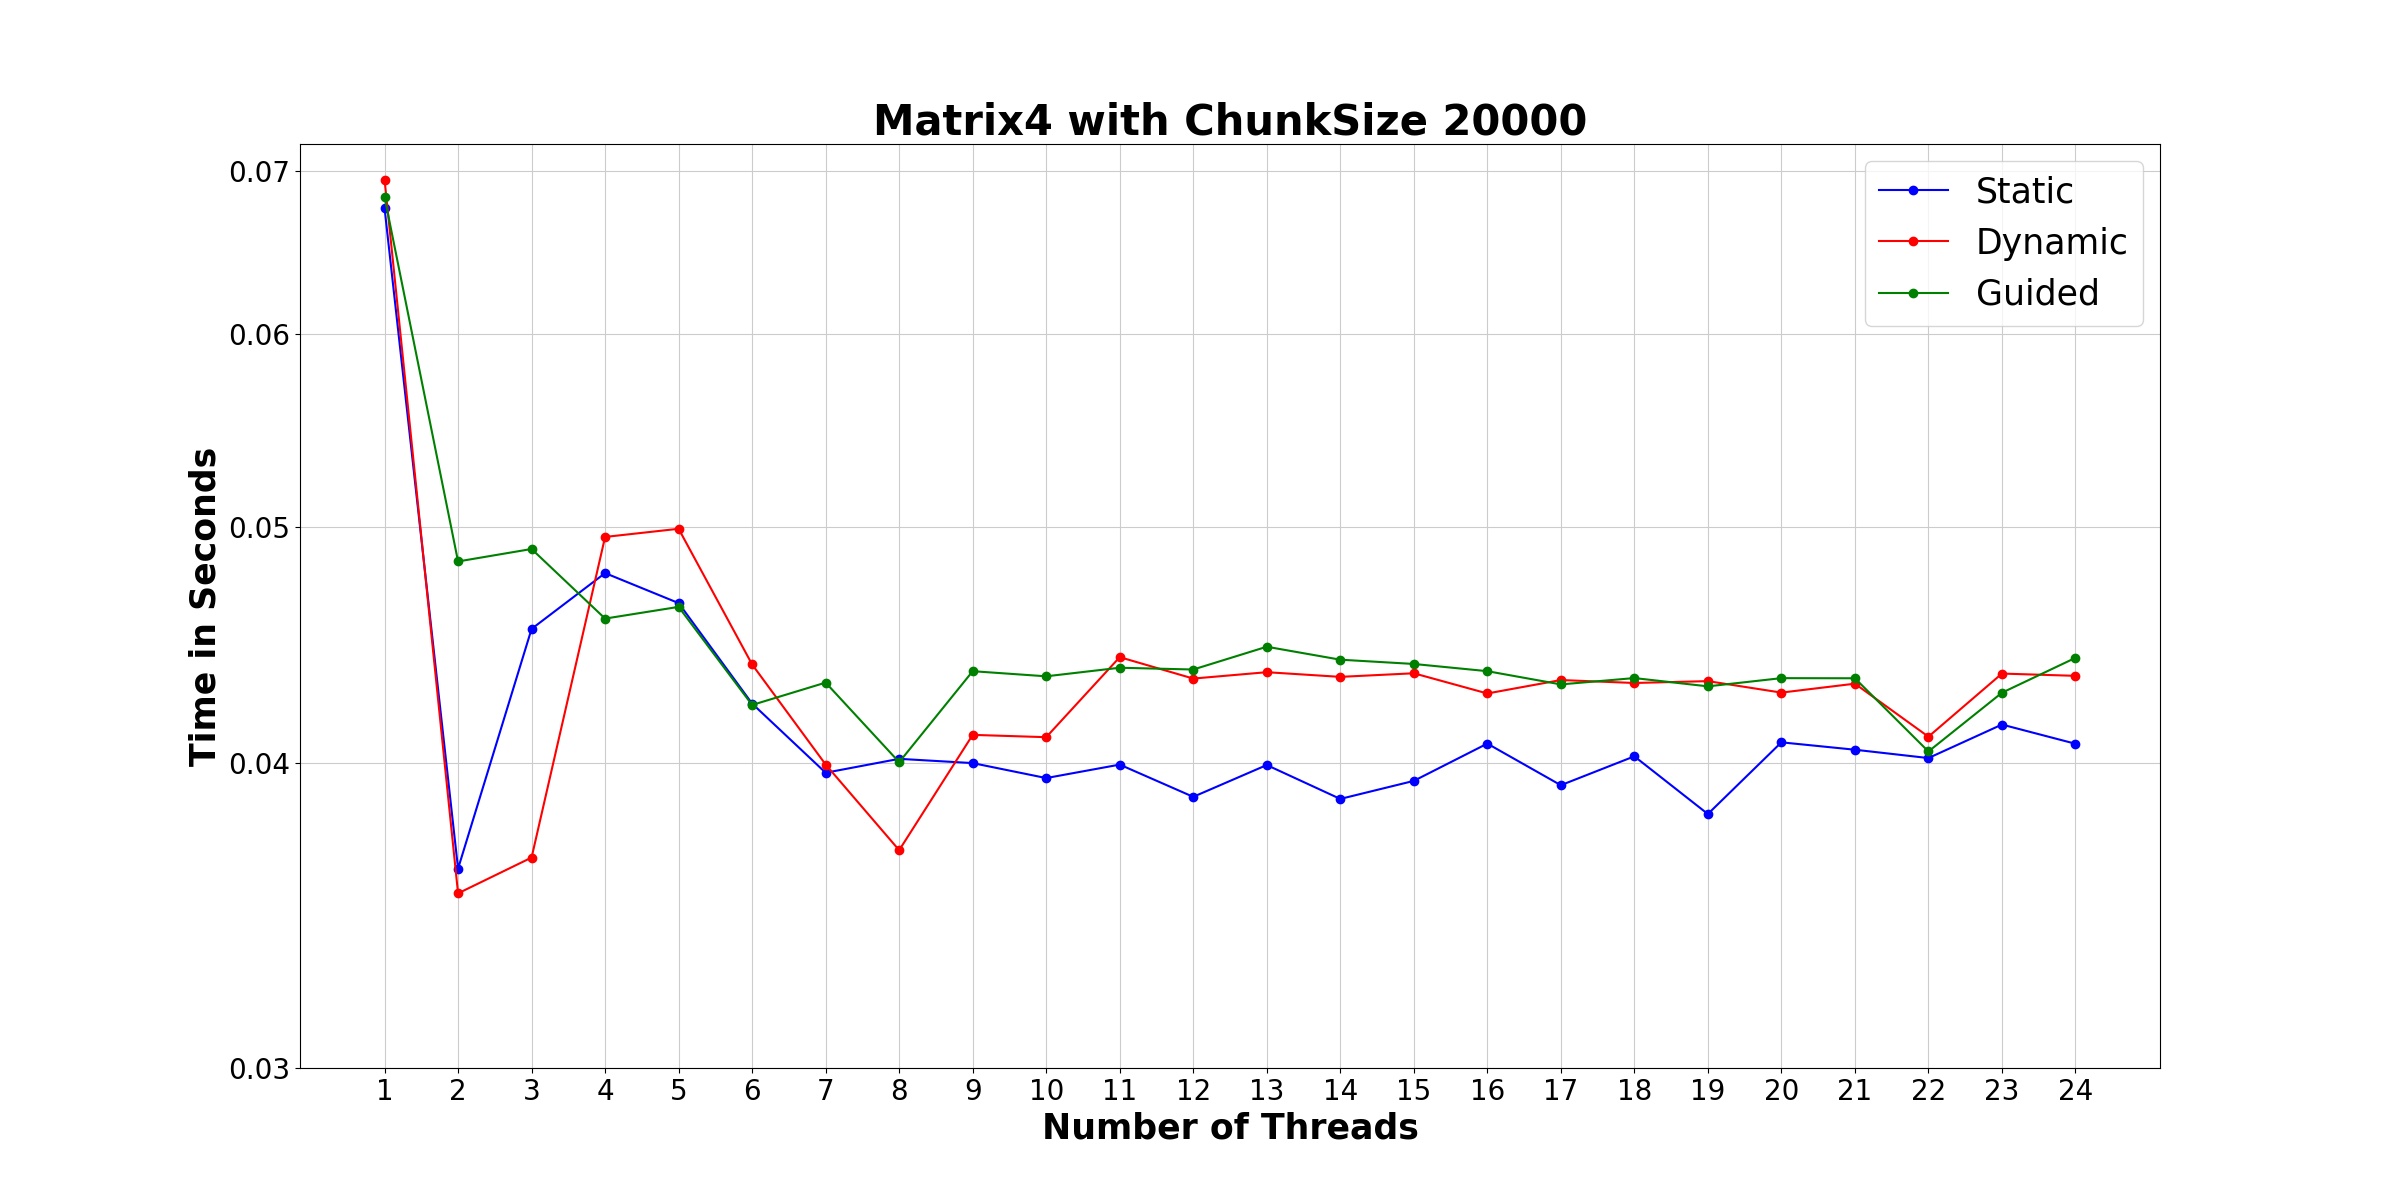 Matrix4 with ChunkSize 20000
0.07
0.06
0.05
0.04
0.03
Time in Seconds
Static
Dynamic
Guided
1 2 3 4 5 6 7 8 9 10 11 12 13 14 15 16 17 18 19 20 21 22 23 24
Number of Threads